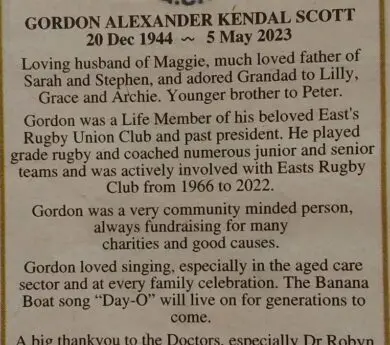 GORDON ALEXANDER KENDAL SCOTT
20 Dec 1944 ~ 5 May 2023
Loving husband of Maggie, much loved father of
Sarah and Stephen, and adored Grandad to Lilly,
Grace and Archie. Younger brother to Peter.
Gordon was a Life Member of his beloved East's
Rugby Union Club and past president. He played
grade rugby and coached numerous junior and senior
teams and was actively involved with Easts Rugby
Club from 1966 to 2022.
Gordon was a very community minded person,
always fundraising for many
charities and good causes.
Gordon loved singing, especially in the aged care
sector and at every family celebration. The Banana
Boat song “Day-O” will live on for generations to
come.
A big thankyou to the Doctors, especially Dr Robyn